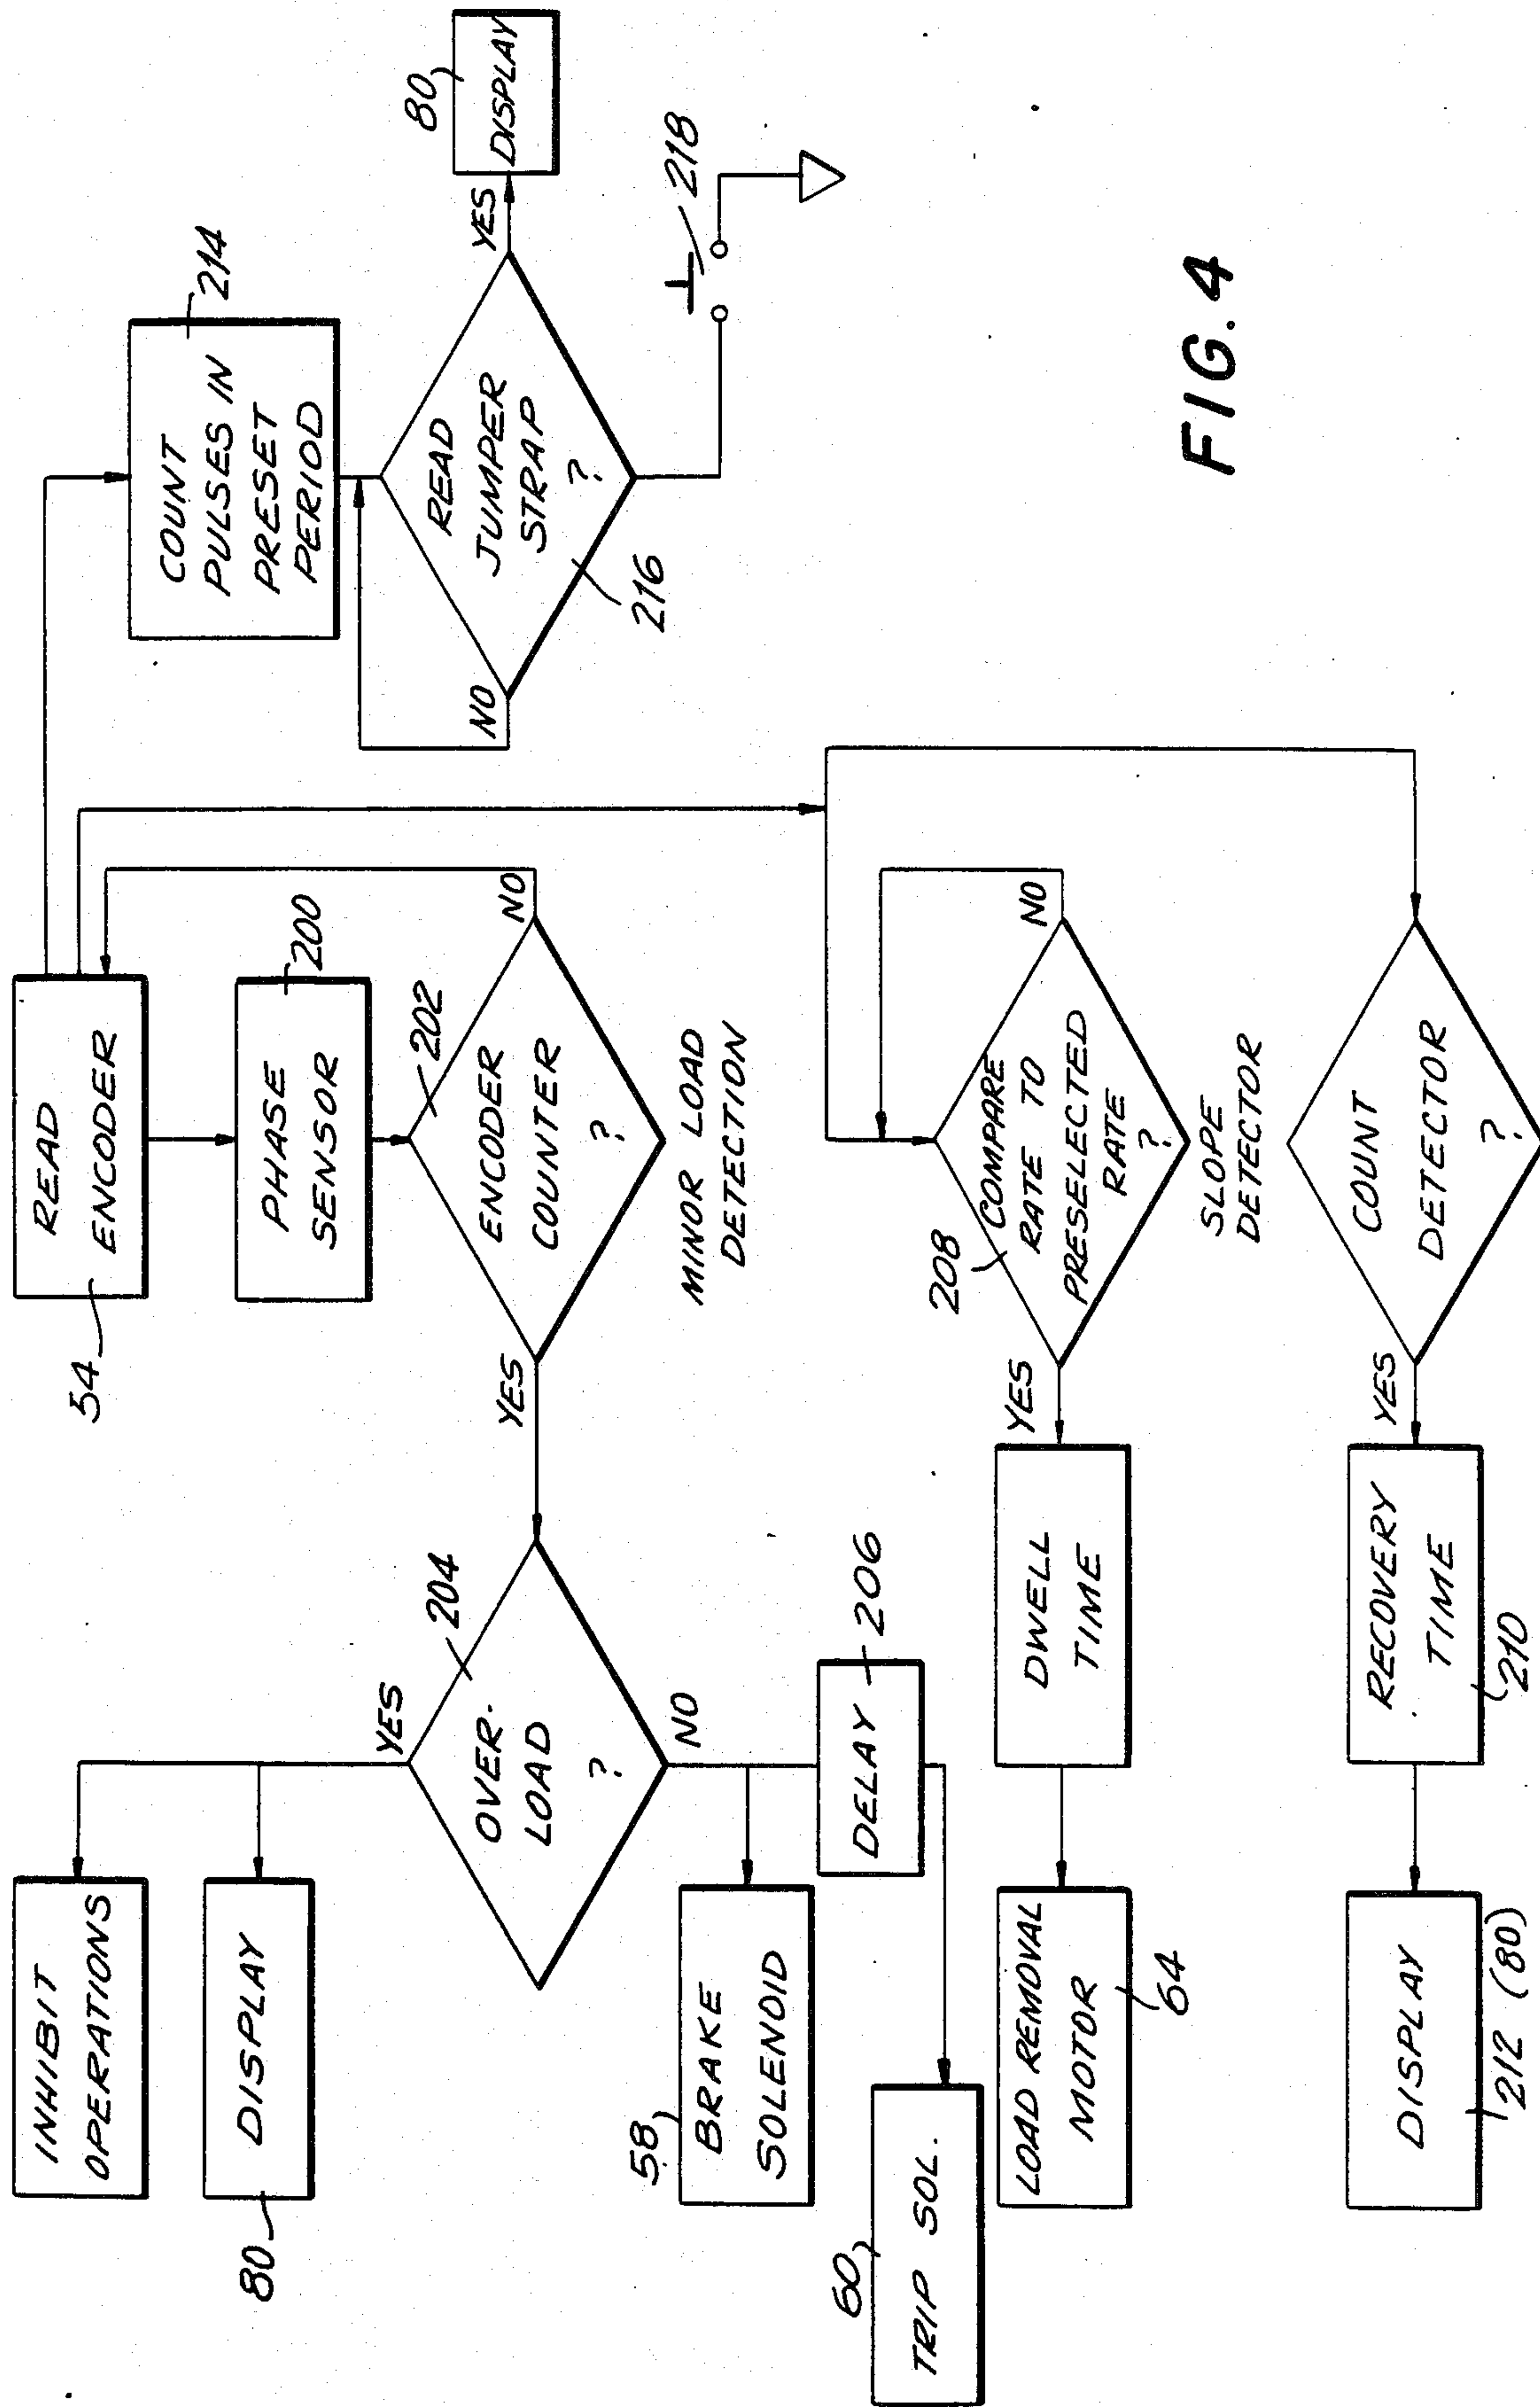 INHIBIT
OPERATIONS
DISPLAY
80
YES
204
OVER-
LOAD
?
NO
58
BRAKE
SOLENOID
DELAY
206
60
TRIP SOL.
54
READ
ENCODER
PHASE
SENSOR
200
202
ENCODER
COUNTER
?
YES
NO
MINOR LOAD
DETECTION
COUNT
PULSES IN
PRESET
PERIOD
214
READ
JUMPER
STRAP
?
216
NO
YES
80
DISPLAY
218
LOAD REMOVAL
MOTOR
64
DWELL
TIME
YES
208
COMPARE
RATE TO
PRESELECTED
RATE
?
NO
SLOPE
DETECTOR
DISPLAY
212 (80)
RECOVERY
TIME
210
YES
COUNT
DETECTOR
?
FIG. 4